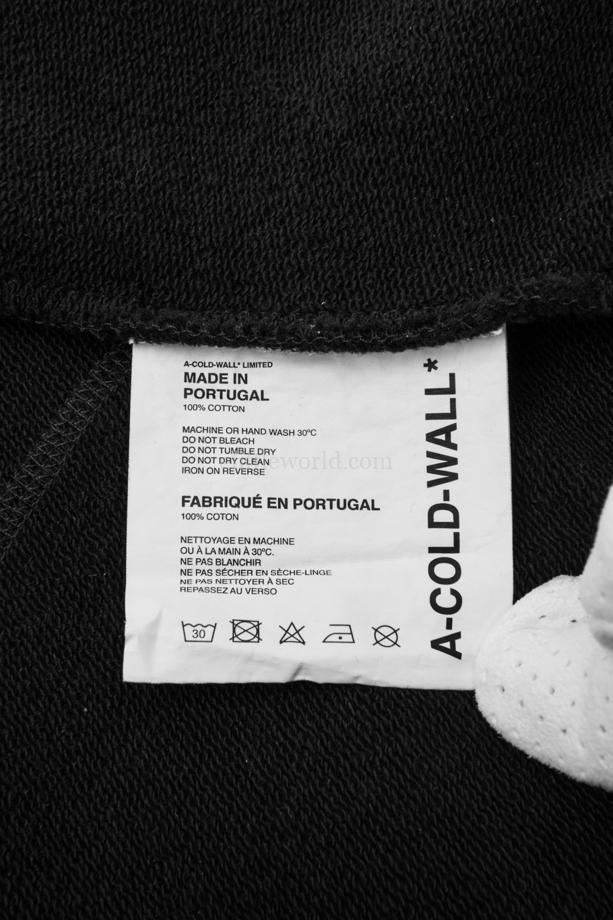 A-COLD-WALL* LIMITED
MADE IN
PORTUGAL
100% COTTON
MACHINE OR HAND WASH 30ºC
DO NOT BLEACH
DO NOT TUMBLE DRY
DO NOT DRY CLEAN
IRON ON REVERSE
FABRIQUÉ EN PORTUGAL
100% COTON
NETTOYAGE EN MACHINE
OU À LA MAIN À 30ºC.
NE PAS BLANCHIR
NE PAS SÉCHER EN SÈCHE-LINGE
NE PAS NETTOYER À SEC
REPASSEZ AU VERSO
30
A-COLD-WALL*